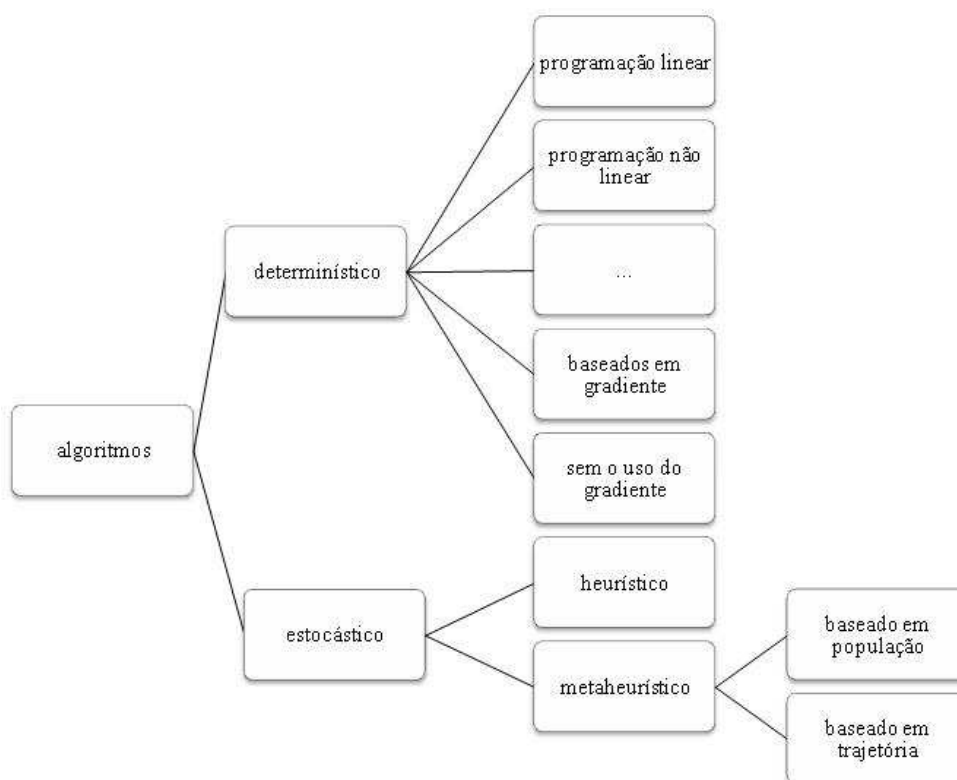 programação linear
programação não
linear
determinístico
...
baseados em
gradiente
algoritmos
sem o uso do
gradiente
heurístico
estocástico
baseado em
população
metaheurístico
baseado em
trajetória